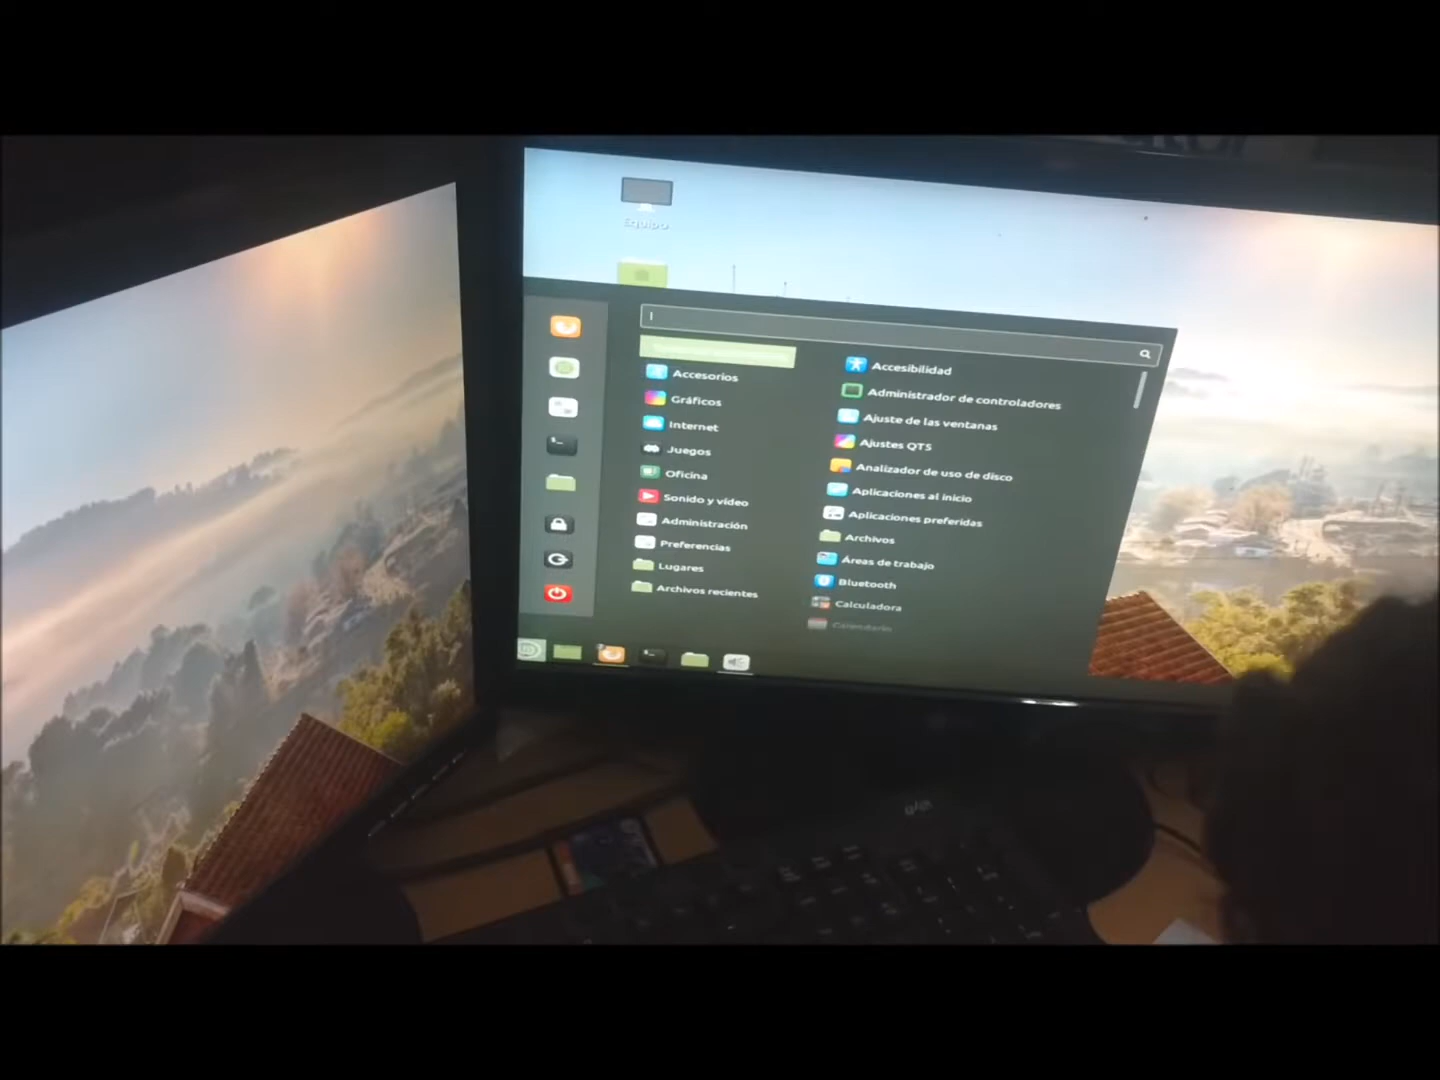 Equipo
Accesorios
Gráficos
Internet
Juegos
Oficina
Sonido y vídeo
Administración
Preferencias
Lugares
Archivos recientes
Accesibilidad
Administrador de controladores
Ajuste de las ventanas
Ajustes QT5
Analizador de uso de disco
Aplicaciones al inicio
Aplicaciones preferidas
Archivos
Áreas de trabajo
Bluetooth
Calculadora
Calendario